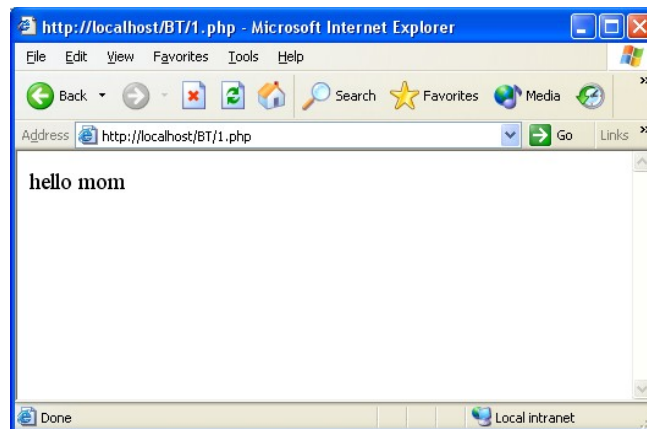 http://localhost/BT/1.php - Microsoft Internet Explorer
File Edit View Favorites Tools Help
Back Search Favorites Media »
Address http://localhost/BT/1.php Go Links »
hello mom
Done Local intranet